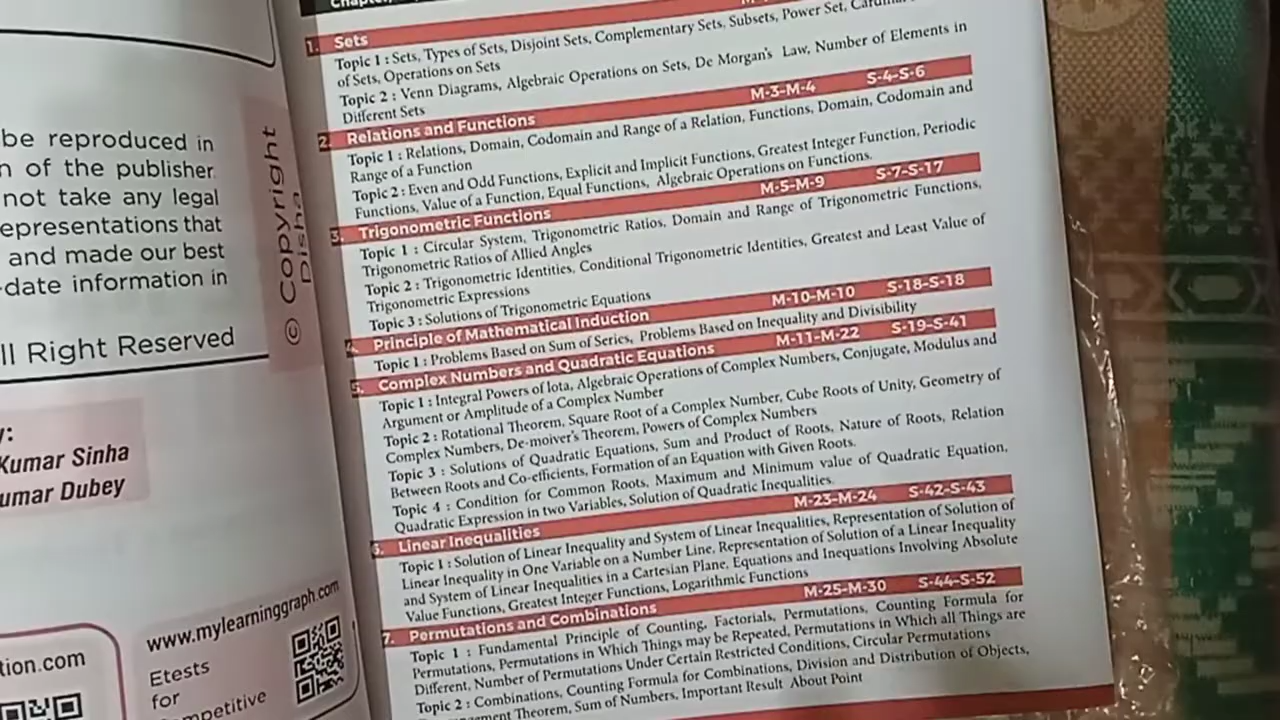 be reproduced in
n of the publisher.
not take any legal
epresentations that
and made our best
-date information in
ll Right Reserved
© Copyright
Disha
y:
Kumar Sinha
umar Dubey
tion.com
www.mylearninggraph.com
Etests
for
mpetitive
1. Sets
Topic 1 : Sets, Types of Sets, Disjoint Sets, Complementary Sets, Subsets, Power Set,
of Sets, Operations on Sets
Topic 2 : Venn Diagrams, Algebraic Operations on Sets, De Morgan's Law, Number of Elements in
Different Sets
2. Relations and Functions M-3-M-4 S-4-S-6
Topic 1 : Relations, Domain, Codomain and Range of a Relation, Functions, Domain, Codomain and
Range of a Function
Topic 2 : Even and Odd Functions, Explicit and Implicit Functions, Greatest Integer Function, Periodic
Functions, Value of a Function, Equal Functions, Algebraic Operations on Functions.
3. Trigonometric Functions M-5-M-9 S-7-S-17
Topic 1 : Circular System, Trigonometric Ratios, Domain and Range of Trigonometric Functions,
Trigonometric Ratios of Allied Angles
Topic 2 : Trigonometric Identities, Conditional Trigonometric Identities, Greatest and Least Value of
Trigonometric Expressions
Topic 3 : Solutions of Trigonometric Equations
4. Principle of Mathematical Induction M-10-M-10 S-18-S-18
Topic 1 : Problems Based on Sum of Series, Problems Based on Inequality and Divisibility
5. Complex Numbers and Quadratic Equations M-11-M-22 S-19-S-41
Topic 1 : Integral Powers of Iota, Algebraic Operations of Complex Numbers, Conjugate, Modulus and
Argument or Amplitude of a Complex Number
Topic 2 : Rotational Theorem, Square Root of a Complex Number, Cube Roots of Unity, Geometry of
Complex Numbers, De-moiver's Theorem, Powers of Complex Numbers
Topic 3 : Solutions of Quadratic Equations, Sum and Product of Roots, Nature of Roots, Relation
Between Roots and Co-efficients, Formation of an Equation with Given Roots.
Topic 4 : Condition for Common Roots, Maximum and Minimum value of Quadratic Equation,
Quadratic Expression in two Variables, Solution of Quadratic Inequalities.
6. Linear Inequalities M-23-M-24 S-42-S-43
Topic 1 : Solution of Linear Inequality and System of Linear Inequalities, Representation of Solution of
Linear Inequality in One Variable on a Number Line, Representation of Solution of a Linear Inequality
and System of Linear Inequalities in a Cartesian Plane, Equations and Inequations Involving Absolute
Value Functions, Greatest Integer Functions, Logarithmic Functions
7. Permutations and Combinations M-25-M-30 S-44-S-52
Topic 1 : Fundamental Principle of Counting, Factorials, Permutations, Counting Formula for
Permutations, Permutations in Which Things may be Repeated, Permutations in Which all Things are
Different, Number of Permutations Under Certain Restricted Conditions, Circular Permutations
Topic 2 : Combinations, Counting Formula for Combinations, Division and Distribution of Objects,
Theorem, Sum of Numbers, Important Result About Point